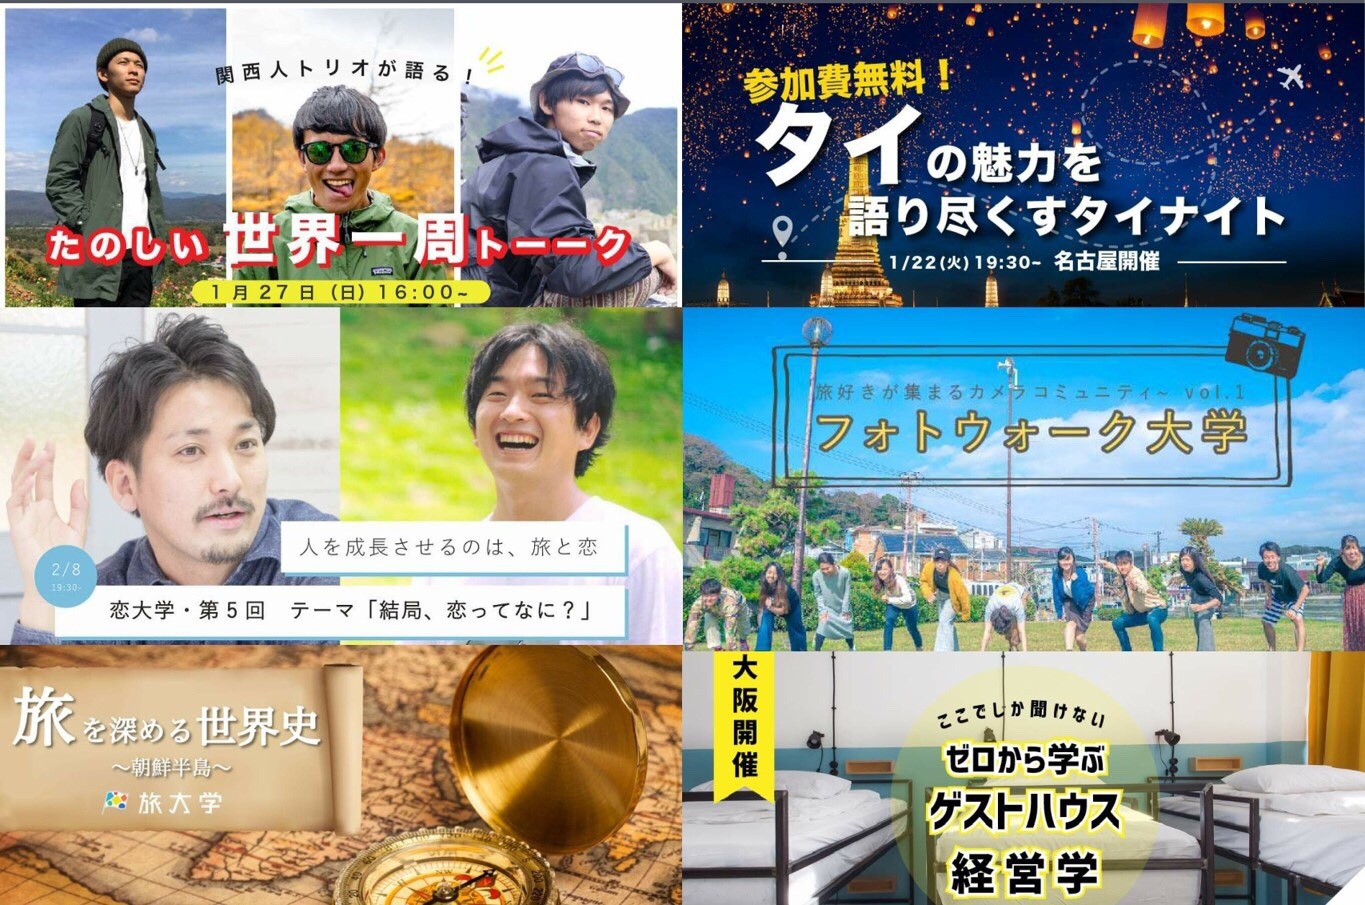 関西人トリオが語る！
たのしい世界一周トーーク
1月27日（日）16:00~
参加費無料！
タイの魅力を
語り尽くすタイナイト
1/22(火)19:30~ 名古屋開催
人を成長させるのは、旅と恋
2/8
19:30~
恋大学・第5回 テーマ「結局、恋ってなに？」
旅好きが集まるカメラコミュニティ~ vol.1
フォトウォーク大学
旅を深める世界史
～朝鮮半島～
旅大学
大阪開催
ここでしか聞けない
ゼロから学ぶ
ゲストハウス
経営学